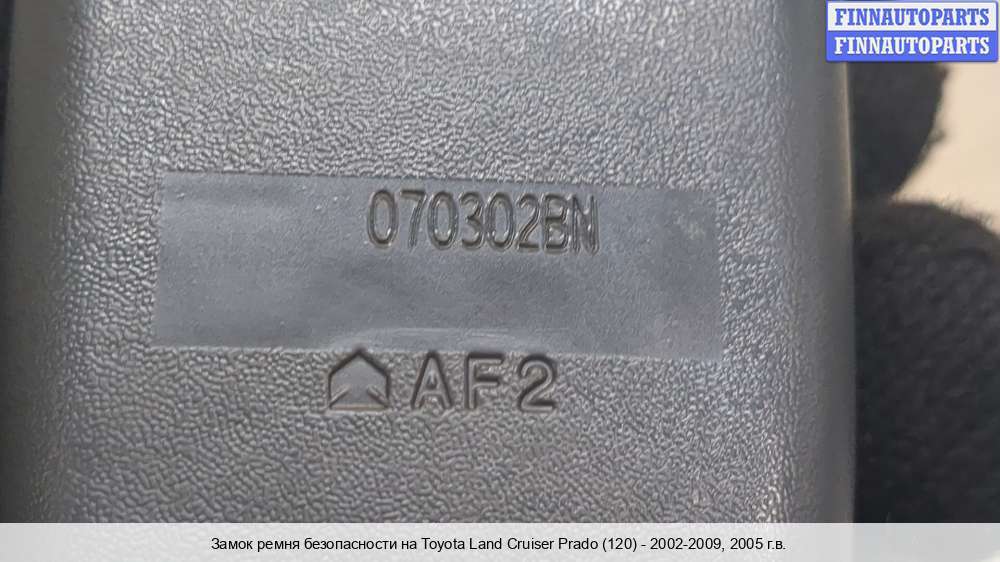 FINNAUTOPARTS
FINNAUTOPARTS
070302BN
AF2
Замок ремня безопасности на Toyota Land Cruiser Prado (120) - 2002-2009, 2005 г.в.